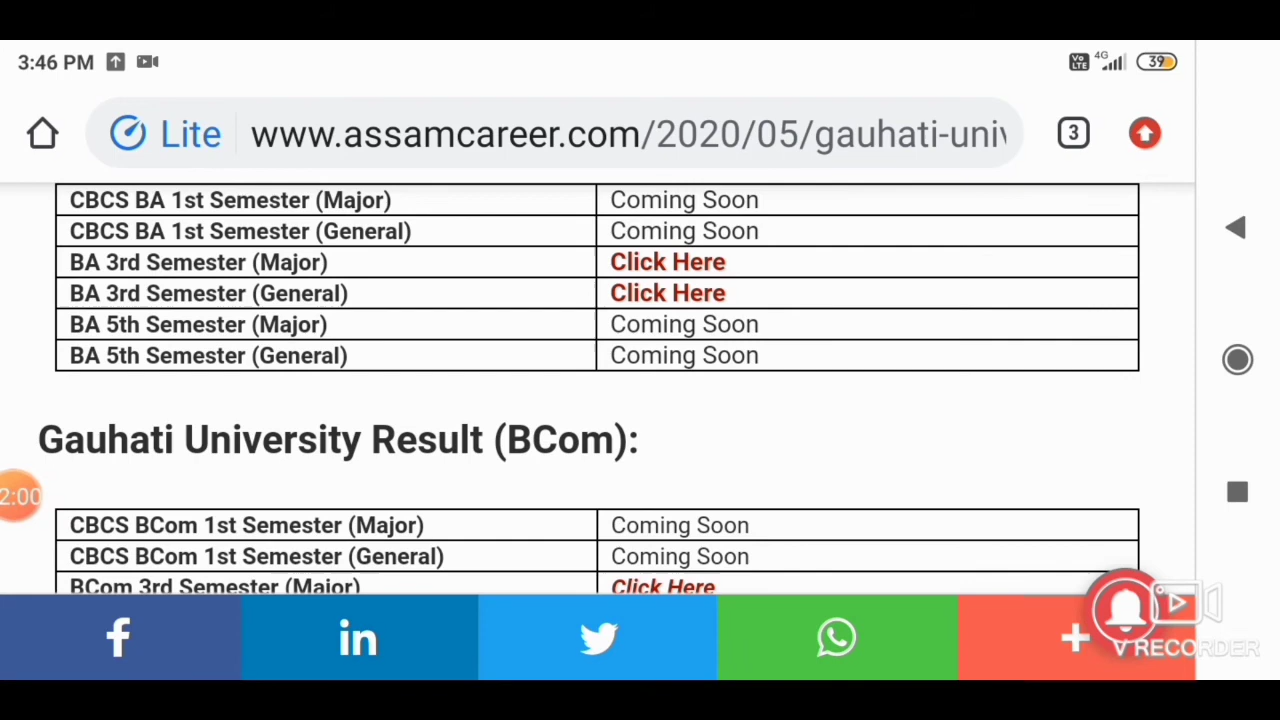 3:46 PM
Vo LTE 4G 39
Lite www.assamcareer.com/2020/05/gauhati-univ
3
CBCS BA 1st Semester (Major) Coming Soon
CBCS BA 1st Semester (General) Coming Soon
BA 3rd Semester (Major) Click Here
BA 3rd Semester (General) Click Here
BA 5th Semester (Major) Coming Soon
BA 5th Semester (General) Coming Soon
Gauhati University Result (BCom):
2:00
CBCS BCom 1st Semester (Major) Coming Soon
CBCS BCom 1st Semester (General) Coming Soon
BCom 3rd Semester (Major) Click Here
f in +
V RECORDER